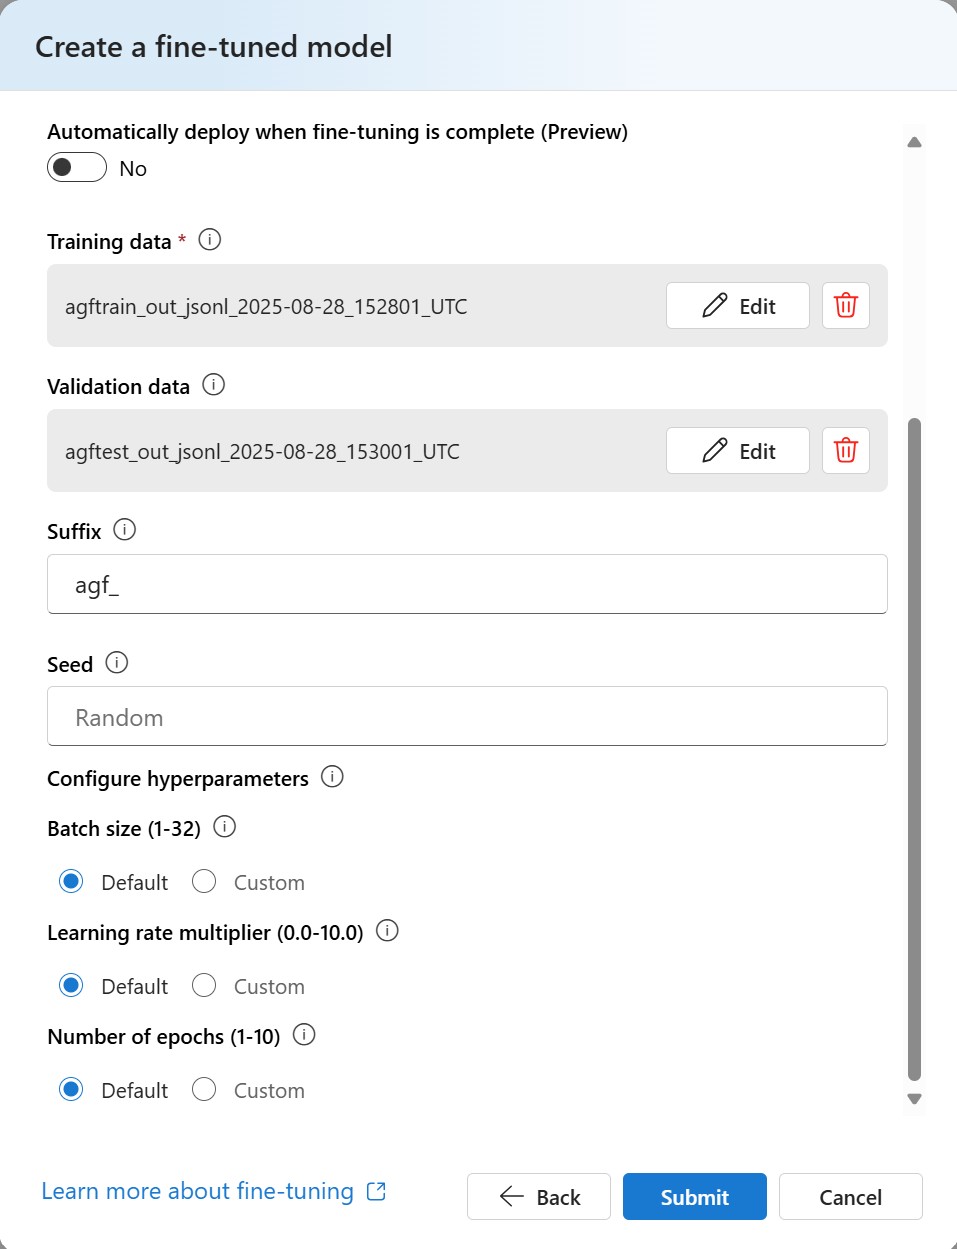 Create a fine-tuned model
Automatically deploy when fine-tuning is complete (Preview)
No
Training data *
agftrain_out_jsonl_2025-08-28_152801_UTC
Edit
Validation data
agftest_out_jsonl_2025-08-28_153001_UTC
Edit
Suffix
agf_
Seed
Random
Configure hyperparameters
Batch size (1-32)
Default Custom
Learning rate multiplier (0.0-10.0)
Default Custom
Number of epochs (1-10)
Default Custom
Learn more about fine-tuning
Back Submit Cancel